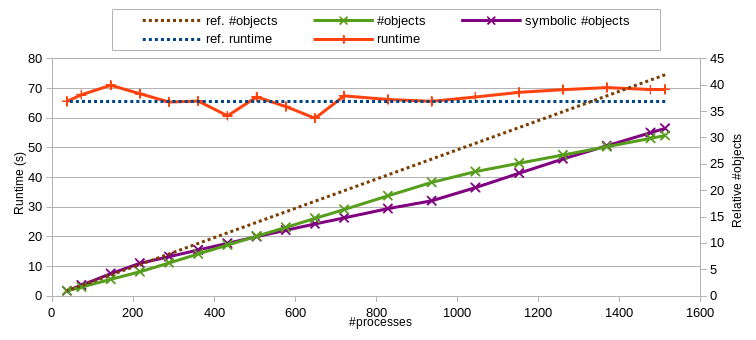 ref. #objects #objects symbolic #objects
ref. runtime runtime
80 45
70 40
60 35
50 30
40 25
30 20
20 15
10 10
0 5
0
Runtime (s)
Relative #objects
0 200 400 600 800 1000 1200 1400 1600
#processes